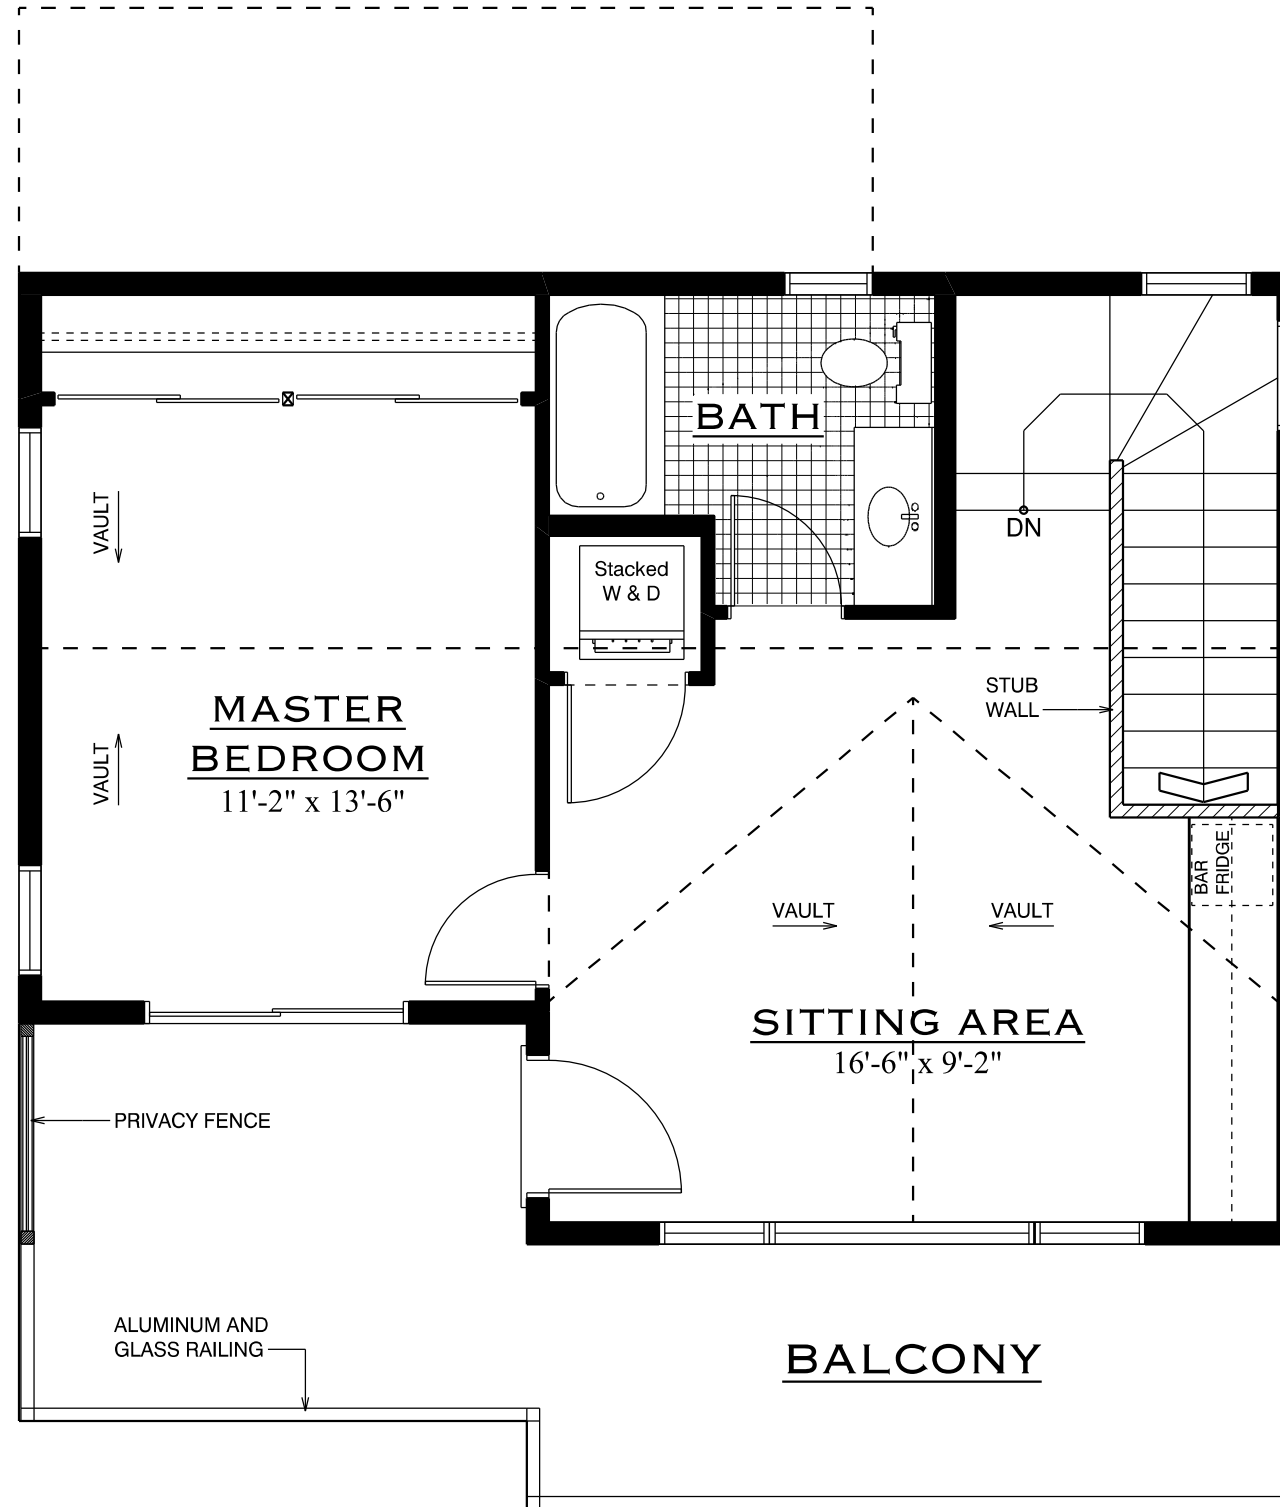 BATH
VAULT
Stacked
W & D
DN
STUB
WALL
MASTER
BEDROOM
11'-2" x 13'-6"
VAULT
BAR
FRIDGE
VAULT
VAULT
SITTING AREA
16'-6" x 9'-2"
PRIVACY FENCE
ALUMINUM AND
GLASS RAILING
BALCONY